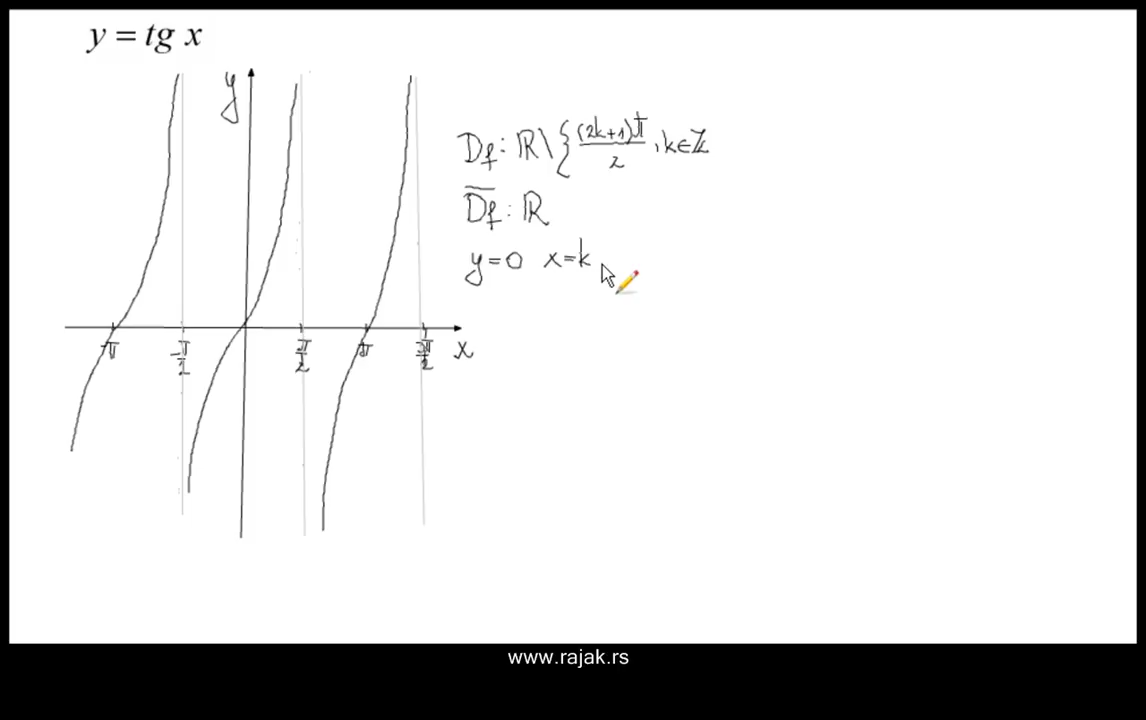 y = tg x
y
Df: ℝ \ { (2k+1)π/2 , k∈ℤ
D̅f̅: ℝ
y=0 x=k
-π -π/2 π/2 π 3π/2 x
www.rajak.rs